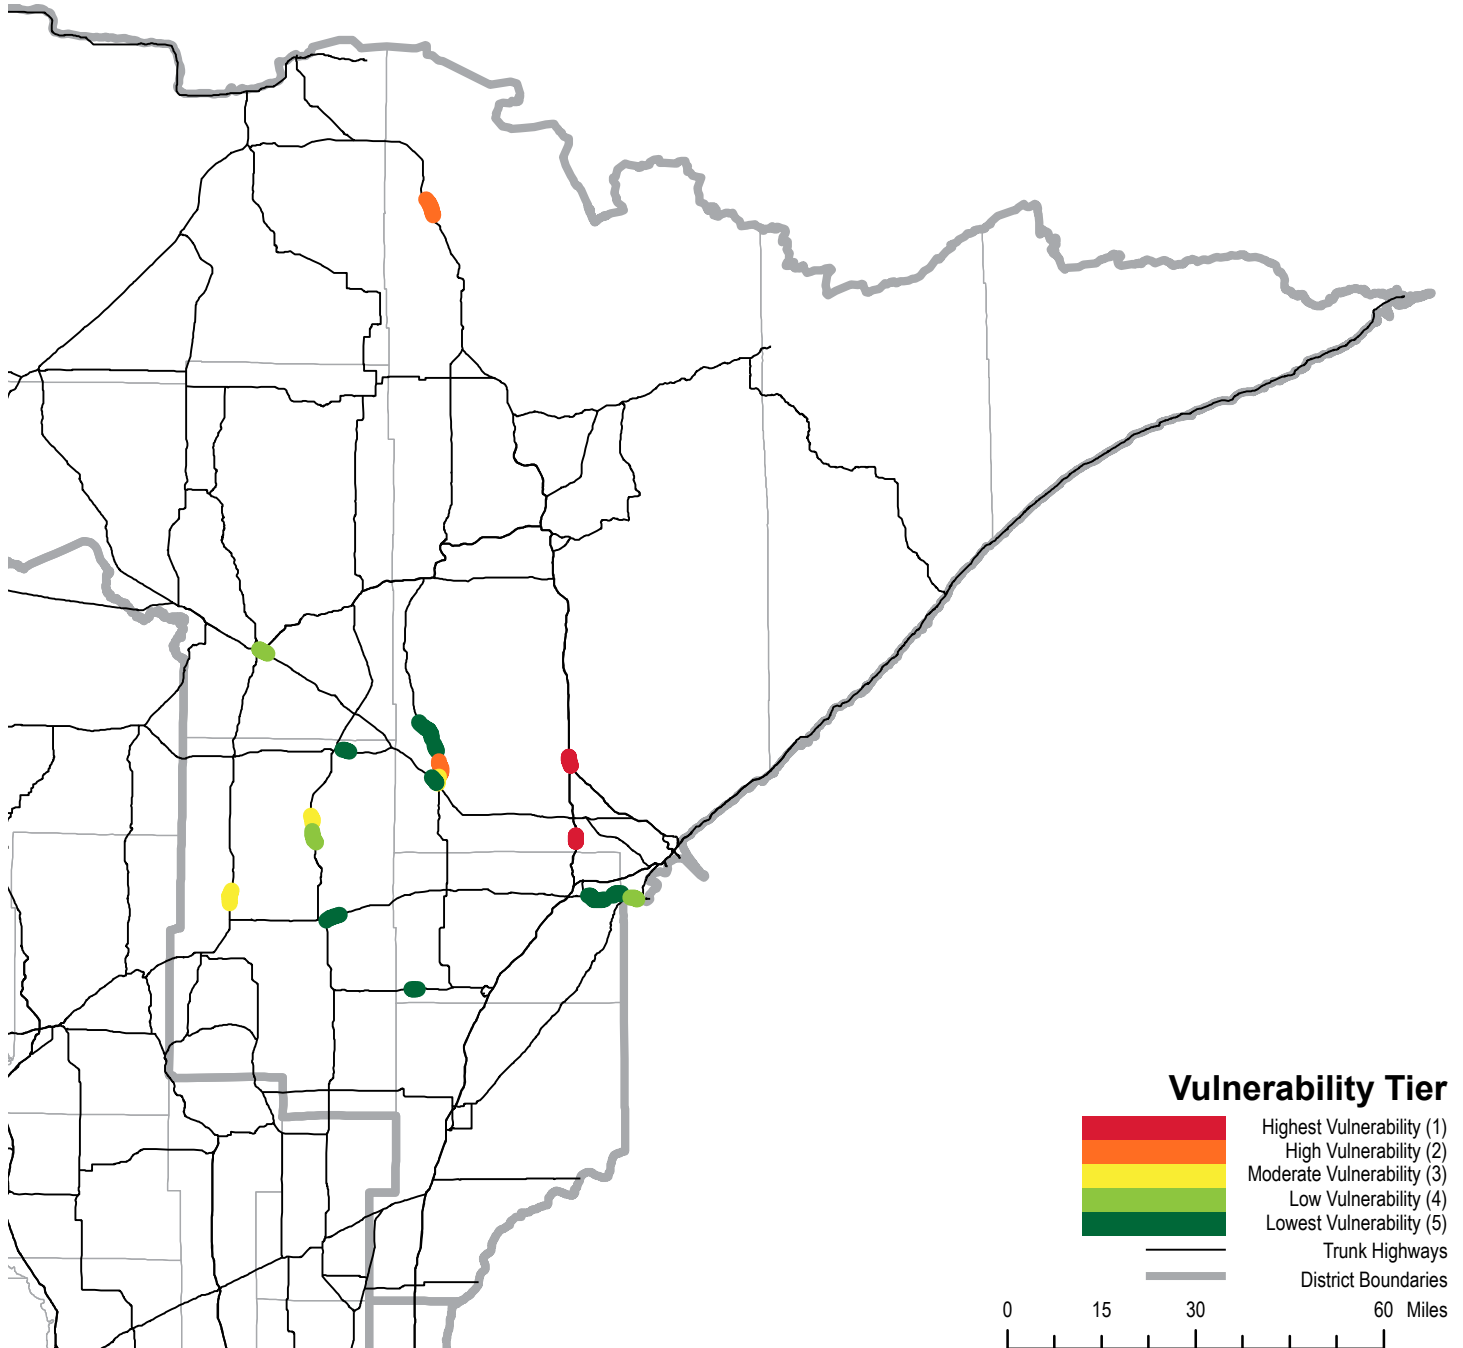 Vulnerability Tier
Highest Vulnerability (1)
High Vulnerability (2)
Moderate Vulnerability (3)
Low Vulnerability (4)
Lowest Vulnerability (5)
Trunk Highways
District Boundaries
0 15 30 60 Miles